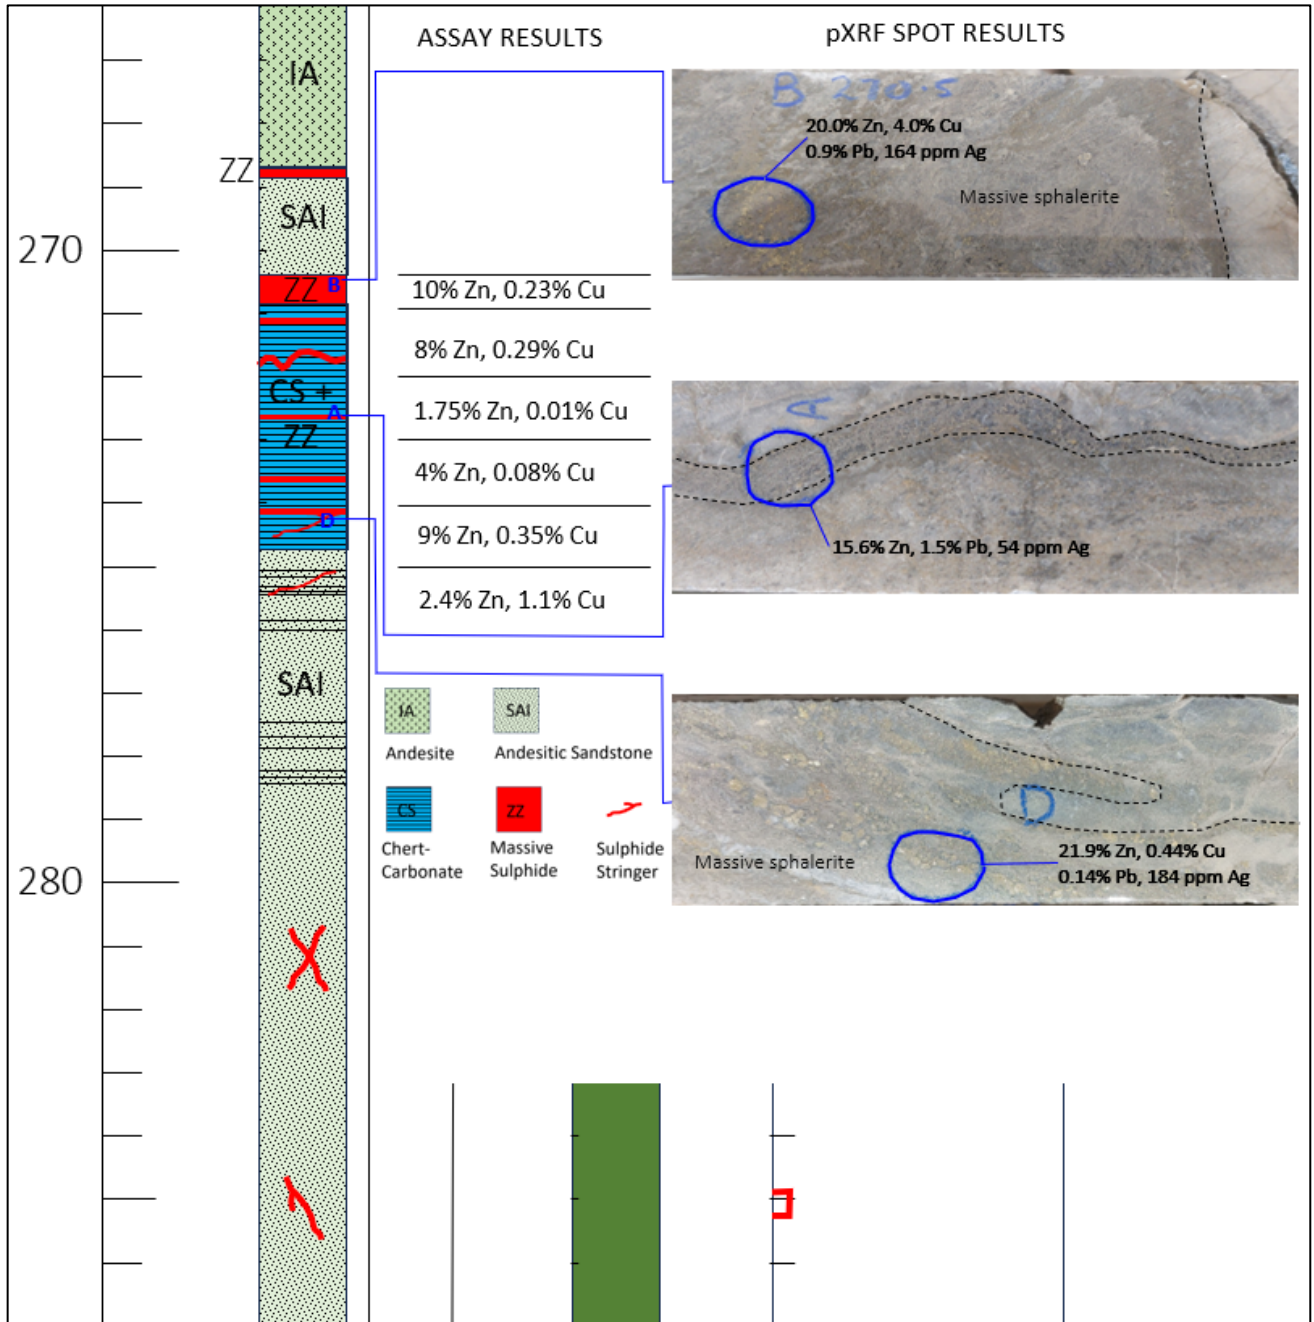 ASSAY RESULTS
pXRF SPOT RESULTS
IA
ZZ
SAI
270
ZZ B
CS +
A
ZZ
D
SAI
280
10% Zn, 0.23% Cu
8% Zn, 0.29% Cu
1.75% Zn, 0.01% Cu
4% Zn, 0.08% Cu
9% Zn, 0.35% Cu
2.4% Zn, 1.1% Cu
B 270.5
20.0% Zn, 4.0% Cu
0.9% Pb, 164 ppm Ag
Massive sphalerite
A
15.6% Zn, 1.5% Pb, 54 ppm Ag
D
Massive sphalerite
21.9% Zn, 0.44% Cu
0.14% Pb, 184 ppm Ag
IA
Andesite
SAI
Andesitic Sandstone
CS
Chert-
Carbonate
ZZ
Massive
Sulphide
Sulphide
Stringer